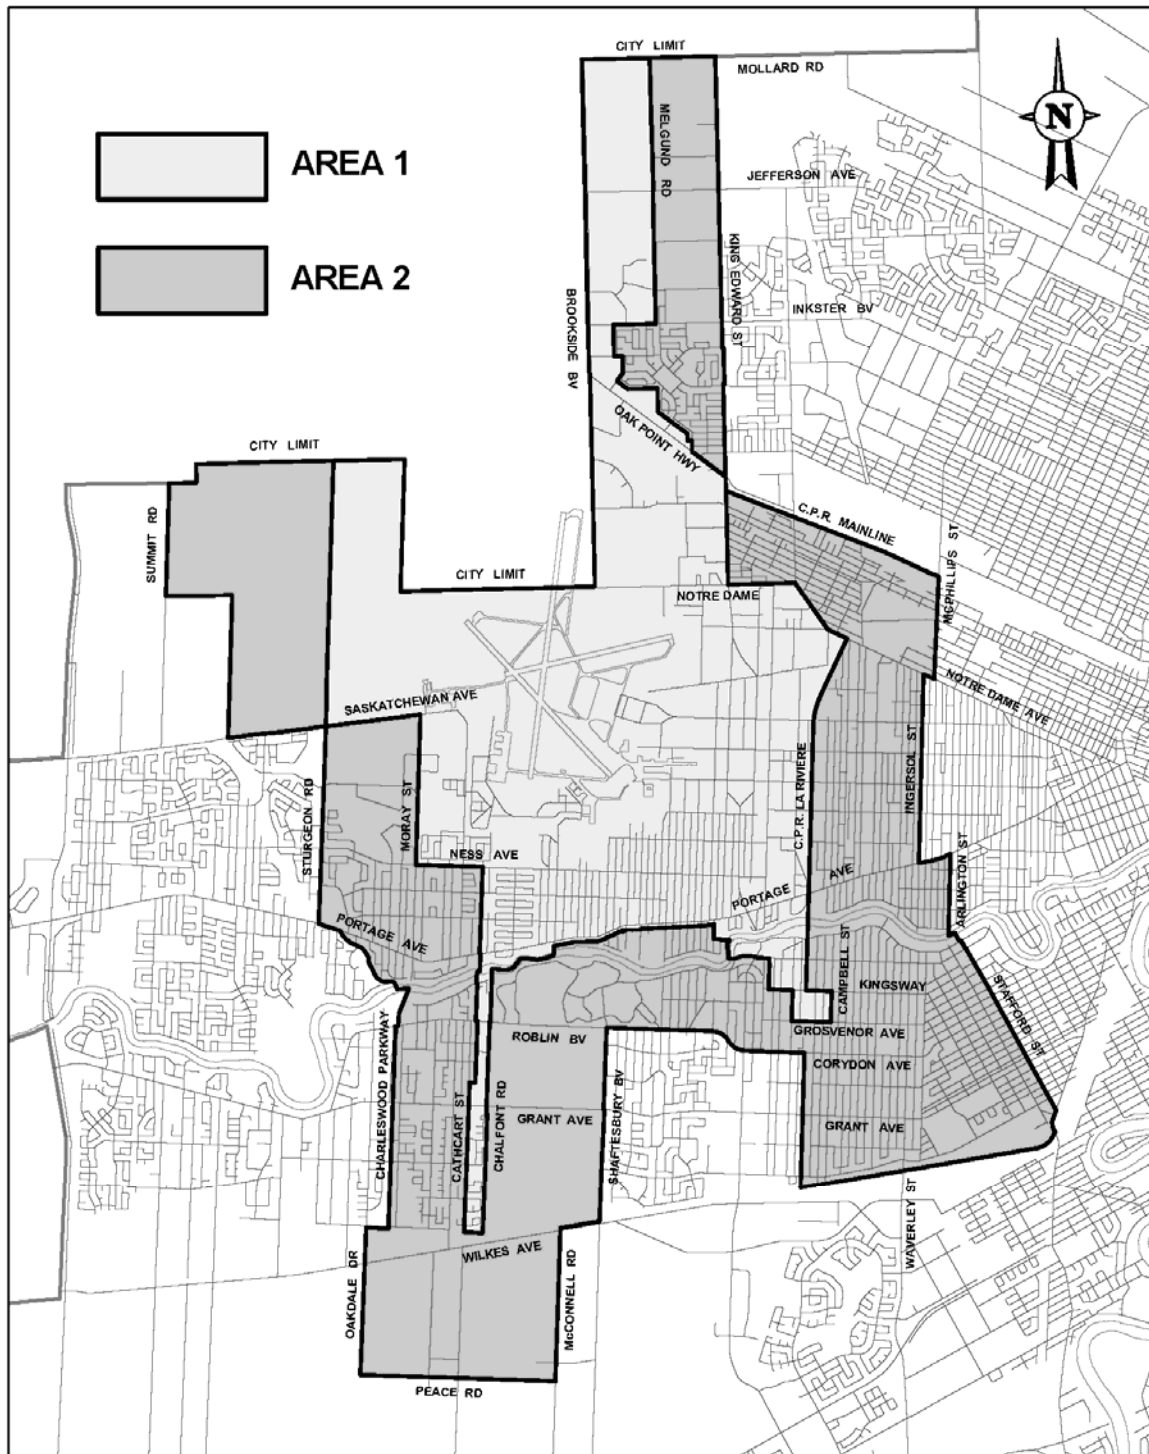 CITY LIMIT
MOLLARD RD
N
AREA 1
MELGUND RD
JEFFERSON AVE
AREA 2
KING EDWARD ST
BROOKSIDE BV
INKSTER BV
OAK POINT HWY
CITY LIMIT
C.P.R. MAINLINE
SUMMIT RD
CITY LIMIT
MCPHILLIPS ST
NOTRE DAME
SASKATCHEWAN AVE
NOTRE DAME AVE
STURGEON RD
MORAY ST
C.P.R. LA RIVIERE
INGERSOL ST
NESS AVE
PORTAGE AVE
ARLINGTON ST
PORTAGE AVE
CAMPBELL ST
KINGSWAY
STAFFORD ST
ROBLIN BV
GROSVENOR AVE
CHARLESWOOD PARKWAY
CATHCART ST
CHALFONT RD
SHAFTESBURY BV
CORYDON AVE
GRANT AVE
GRANT AVE
WAVERLEY ST
WILKES AVE
OAKDALE DR
McCONNELL RD
PEACE RD